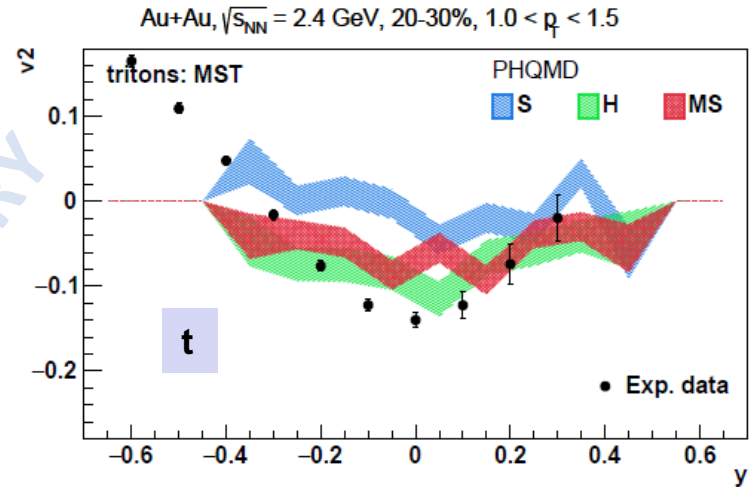 Au+Au, √sNN = 2.4 GeV, 20-30%, 1.0 < pT < 1.5
v2
tritons: MST
PHQMD
S H MS
0.1
0
−0.1
−0.2
t
Exp. data
−0.6 −0.4 −0.2 0 0.2 0.4 0.6
y
RY